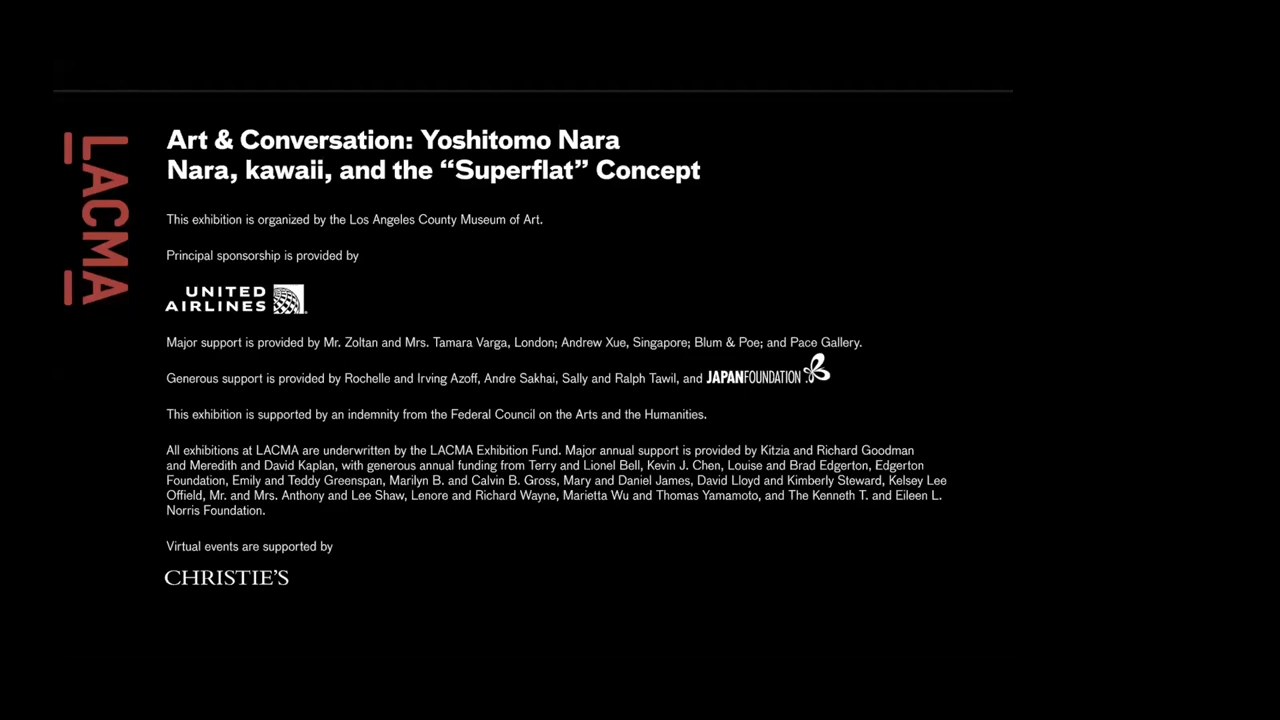 LACMA
Art & Conversation: Yoshitomo Nara
Nara, kawaii, and the “Superflat” Concept
This exhibition is organized by the Los Angeles County Museum of Art.
Principal sponsorship is provided by
UNITED
AIRLINES
Major support is provided by Mr. Zoltan and Mrs. Tamara Varga, London; Andrew Xue, Singapore; Blum & Poe; and Pace Gallery.
Generous support is provided by Rochelle and Irving Azoff, Andre Sakhai, Sally and Ralph Tawil, and JAPANFOUNDATION
This exhibition is supported by an indemnity from the Federal Council on the Arts and the Humanities.
All exhibitions at LACMA are underwritten by the LACMA Exhibition Fund. Major annual support is provided by Kitzia and Richard Goodman
and Meredith and David Kaplan, with generous annual funding from Terry and Lionel Bell, Kevin J. Chen, Louise and Brad Edgerton, Edgerton
Foundation, Emily and Teddy Greenspan, Marilyn B. and Calvin B. Gross, Mary and Daniel James, David Lloyd and Kimberly Steward, Kelsey Lee
Offield, Mr. and Mrs. Anthony and Lee Shaw, Lenore and Richard Wayne, Marietta Wu and Thomas Yamamoto, and The Kenneth T. and Eileen L.
Norris Foundation.
Virtual events are supported by
CHRISTIE'S